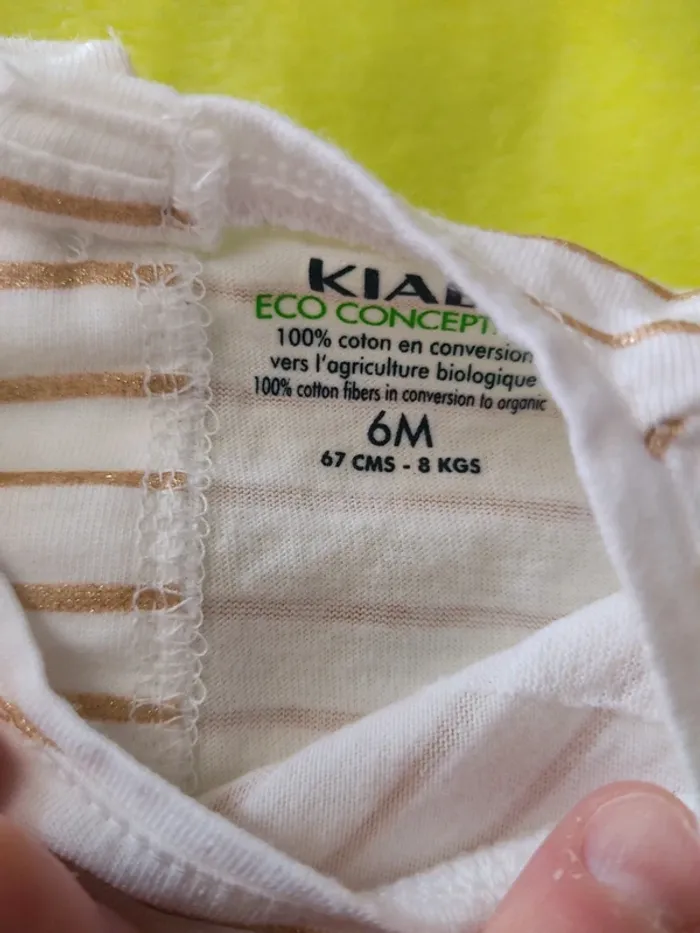 KIAB
ECO CONCEPT
100% coton en conversion
vers l'agriculture biologique
100% cotton fibers in conversion to organic
6M
67 CMS - 8 KGS